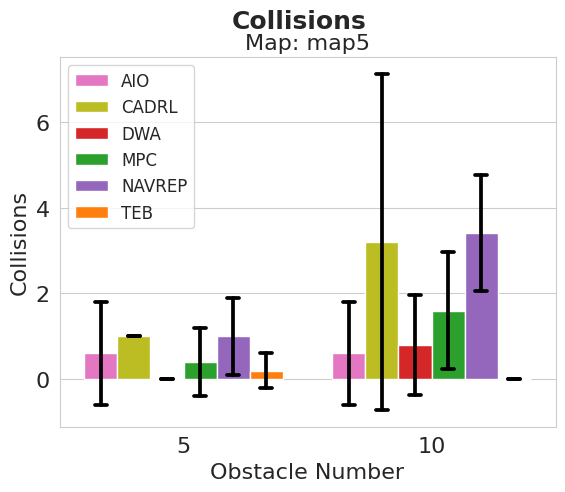 Collisions
Map: map5
AIO
CADRL
DWA
MPC
NAVREP
TEB
Collisions
6
4
2
0
5
10
Obstacle Number